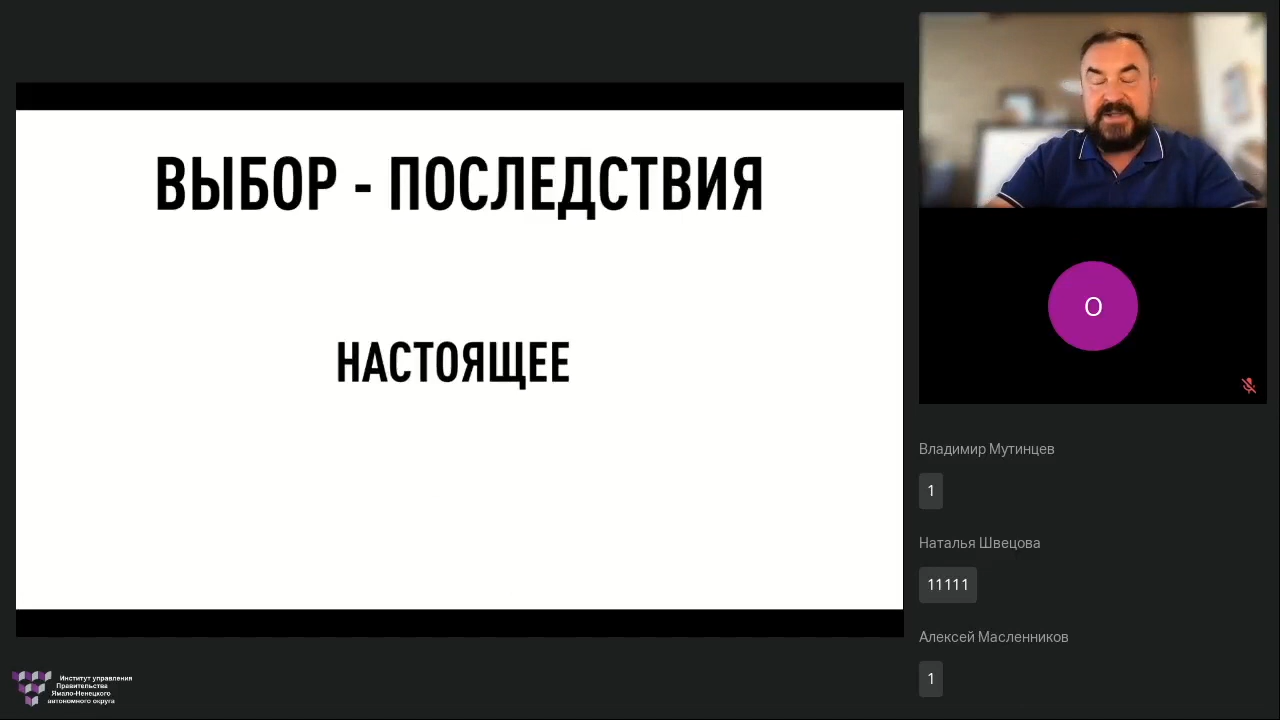 ВЫБОР - ПОСЛЕДСТВИЯ
НАСТОЯЩЕЕ
О
Владимир Мутинцев
1
Наталья Швецова
11111
Алексей Масленников
1
Институт управления
Правительства
Ямало-Ненецкого
автономного округа